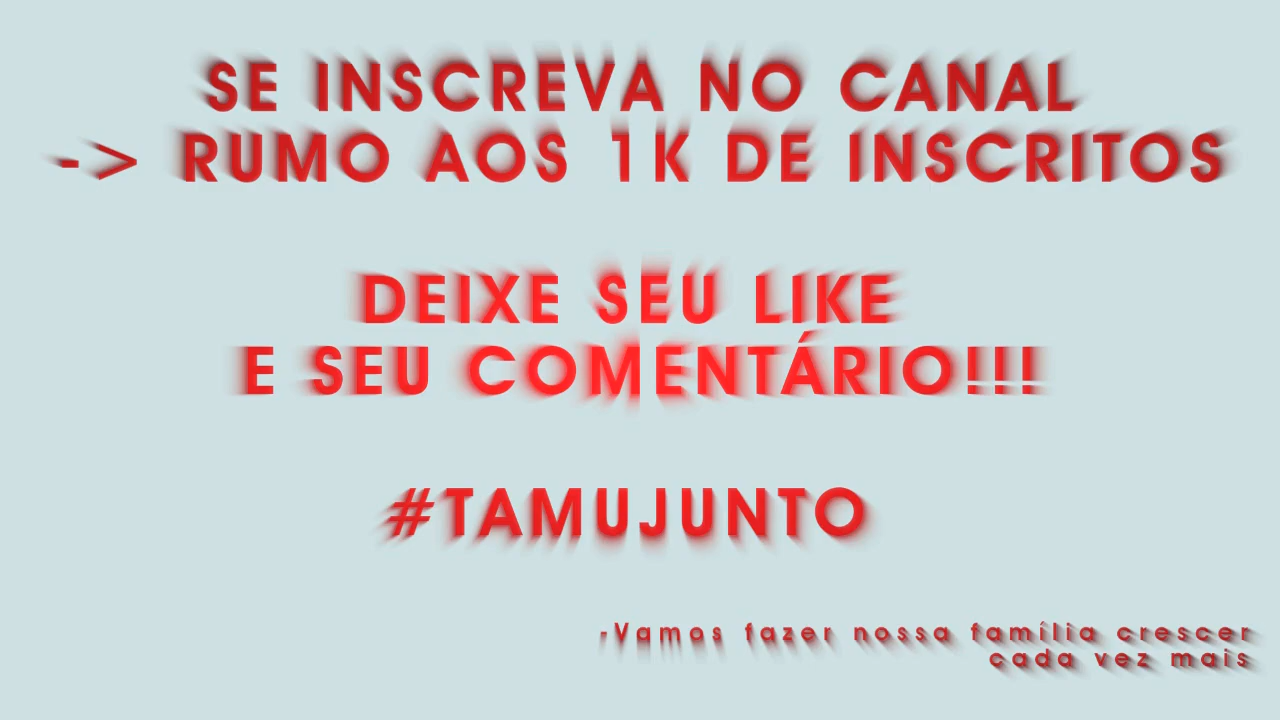 SE INSCREVA NO CANAL
-> RUMO AOS 1K DE INSCRITOS
DEIXE SEU LIKE
E SEU COMENTÁRIO!!!
#TAMUJUNTO
-Vamos fazer nossa família crescer
cada vez mais